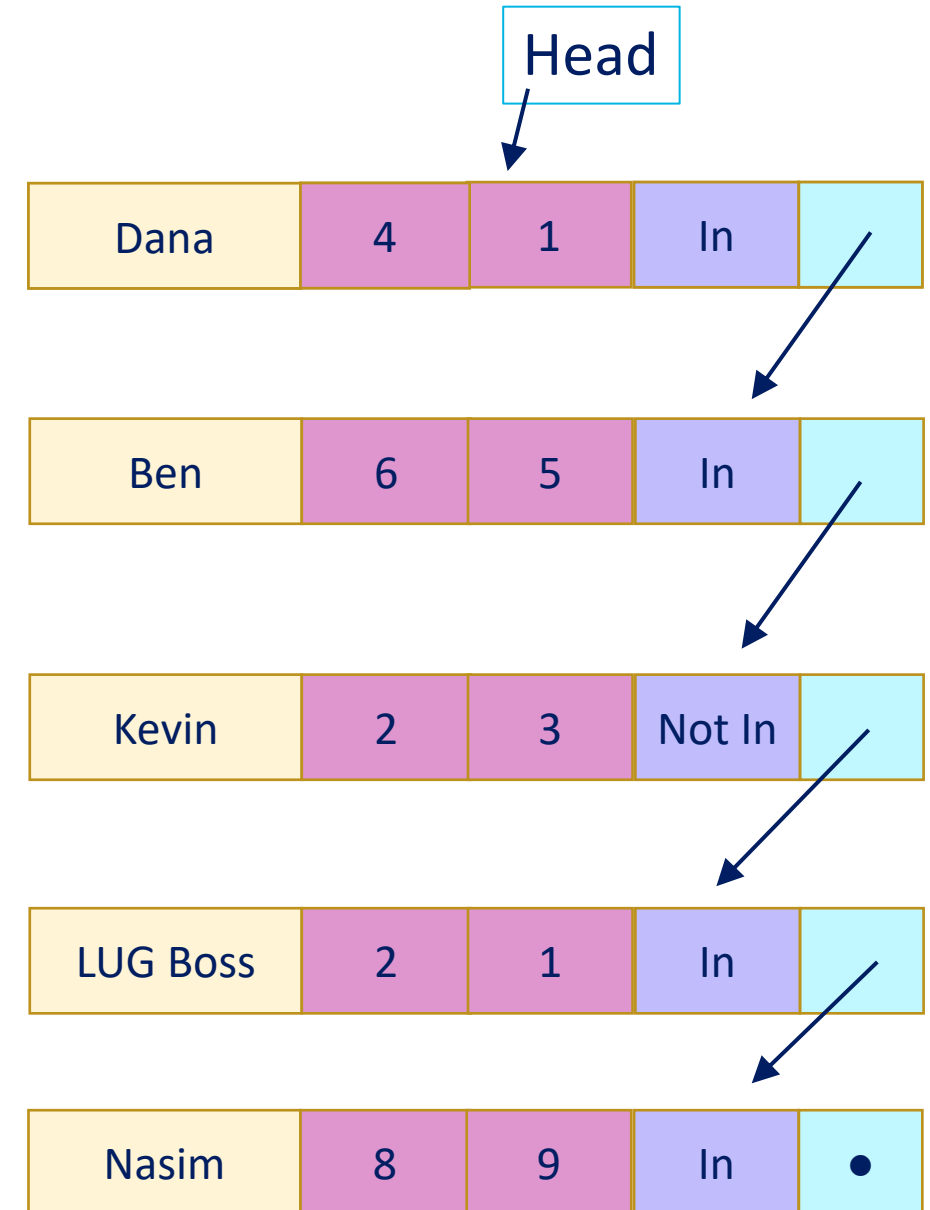 Head
Dana 4 1 In
Ben 6 5 In
Kevin 2 3 Not In
LUG Boss 2 1 In
Nasim 8 9 In